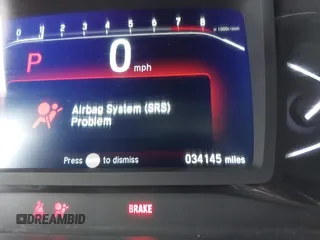 0 1 2 3 4 5 6 7 8 x 1000r/min
P 0 mph
Airbag System (SRS)
Problem
Press to dismiss
034145 miles
BRAKE
DREAMBID